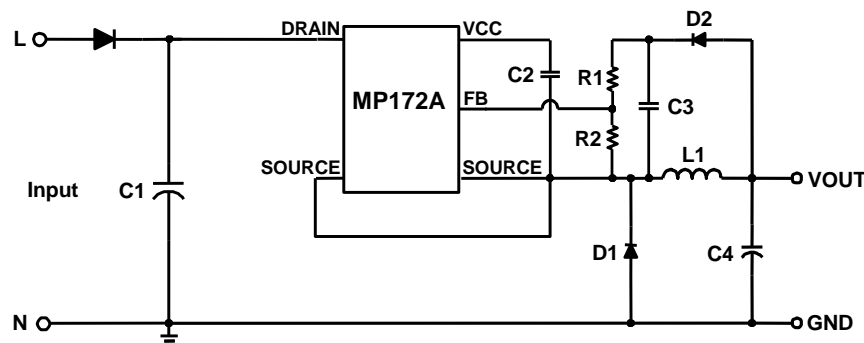 D2
L
DRAIN
VCC
C2
R1
MP172A
FB
C3
R2
L1
SOURCE
SOURCE
Input
C1
VOUT
D1
C4
N
GND